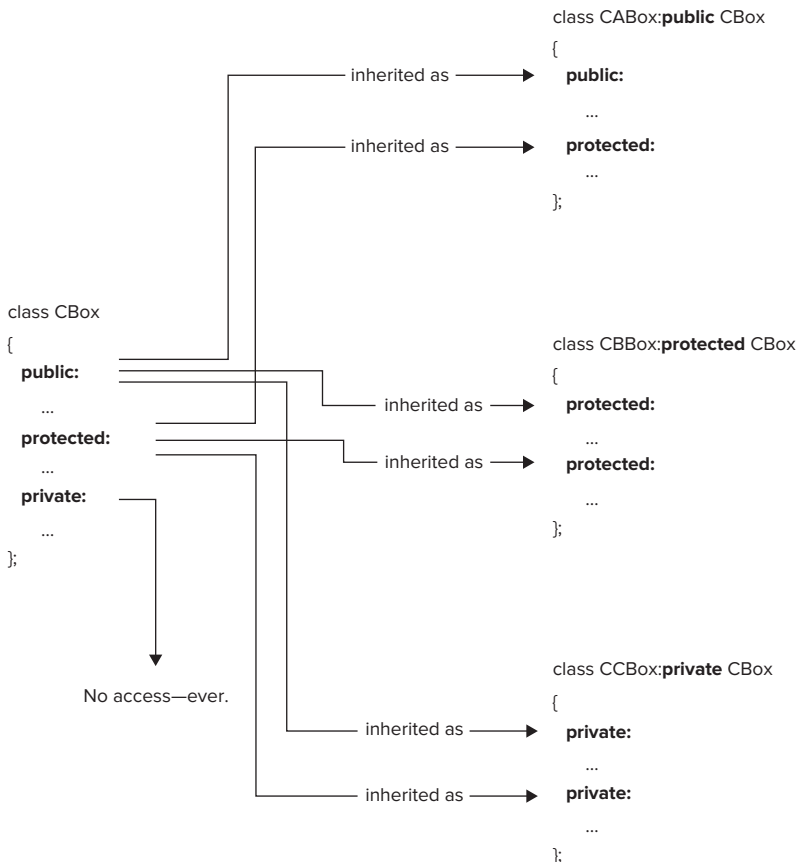 class CABox:public CBox
{
public:
...
inherited as
protected:
...
inherited as
};
class CBox
{
public:
...
protected:
...
private:
...
};
No access—ever.
class CBBox:protected CBox
{
protected:
...
inherited as
protected:
...
inherited as
};
class CCBox:private CBox
{
private:
...
inherited as
private:
...
inherited as
};